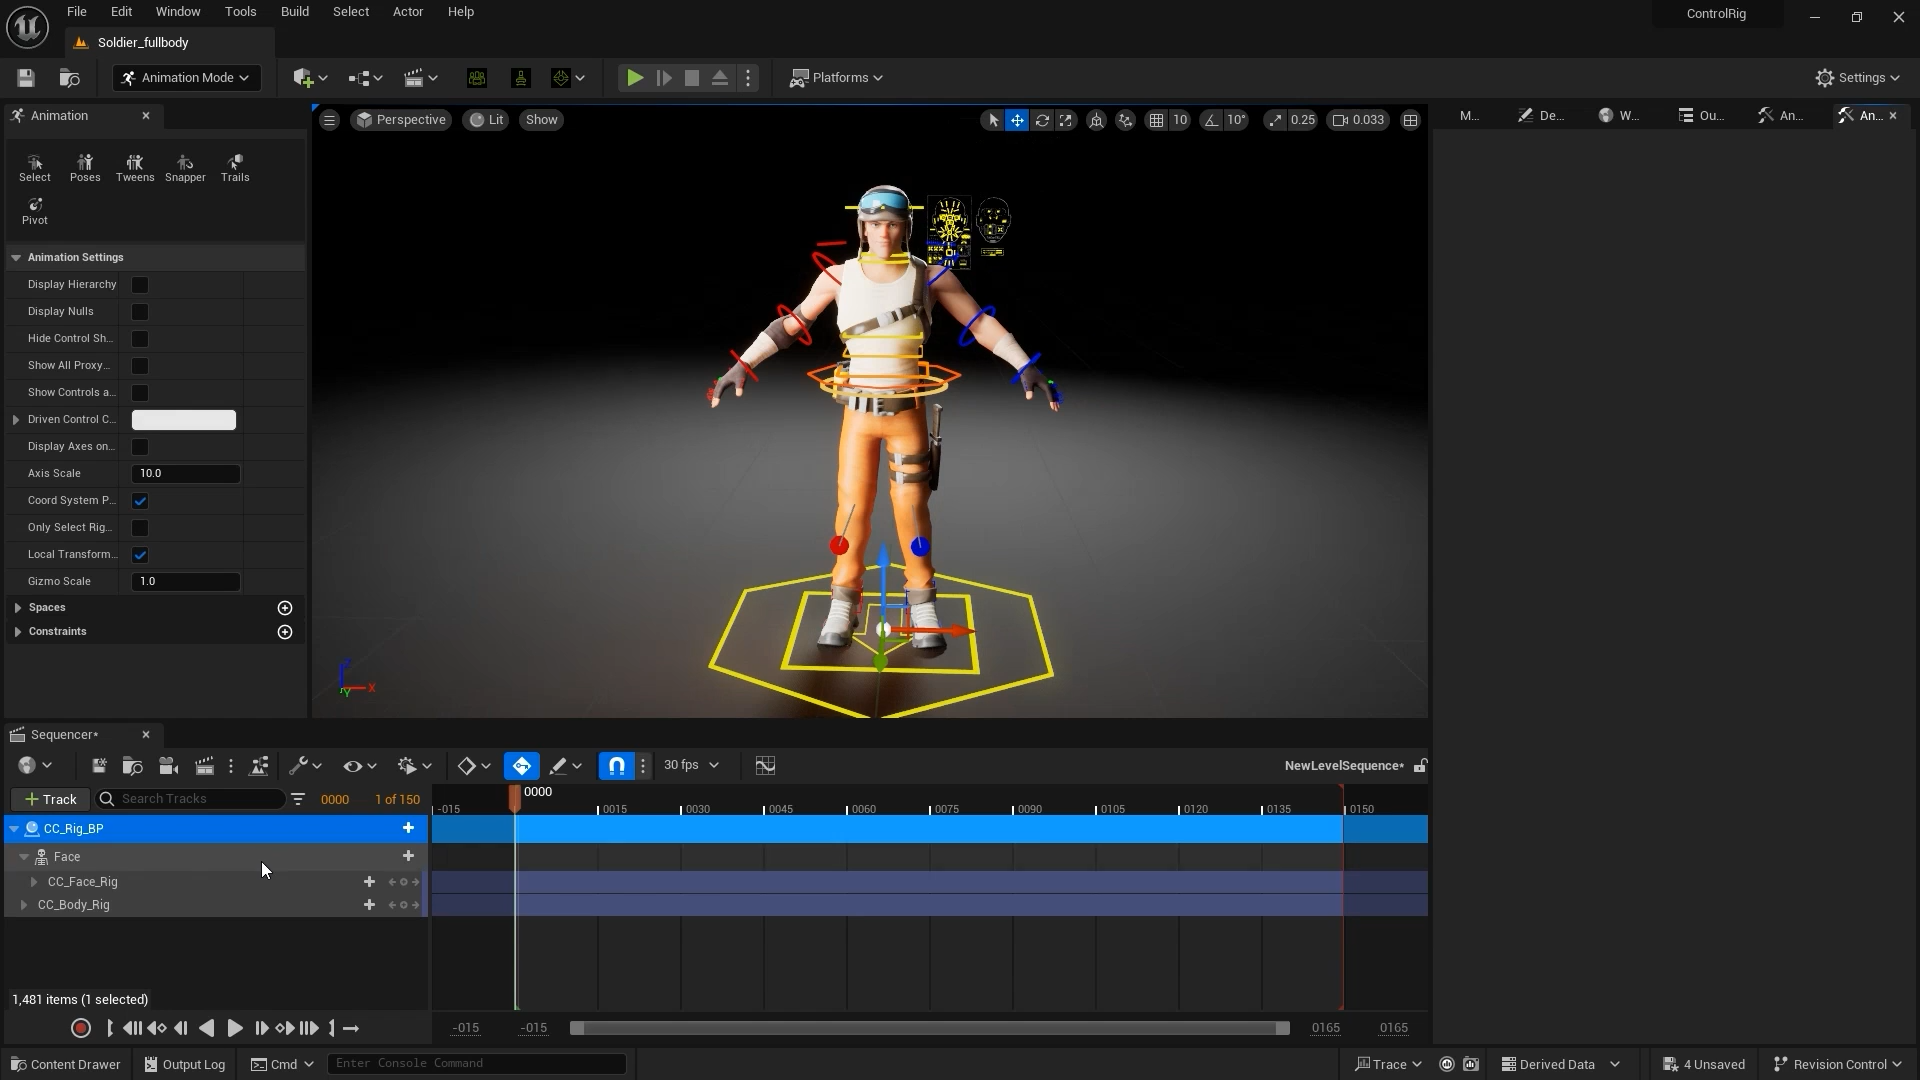 File Edit Window Tools Build Select Actor Help
ControlRig
Soldier_fullbody
Animation Mode
Platforms
Settings
Animation
Perspective
Lit
Show
10
10°
0.25
0.033
M...
De...
W...
Ou...
An...
An...
Select
Poses
Tweens
Snapper
Trails
Pivot
Animation Settings
Display Hierarchy
Display Nulls
Hide Control Sh...
Show All Proxy...
Show Controls a...
Driven Control C...
Display Axes on...
Axis Scale
10.0
Coord System P...
Only Select Rig...
Local Transform...
Gizmo Scale
1.0
Spaces
Constraints
Z
X
Y
Sequencer*
30 fps
NewLevelSequence*
Track
Search Tracks
0000
1 of 150
0000
-015
0015
0030
0045
0060
0075
0090
0105
0120
0135
0150
CC_Rig_BP
Face
CC_Face_Rig
CC_Body_Rig
1,481 items (1 selected)
-015
-015
0165
0165
Content Drawer
Output Log
Cmd
Enter Console Command
Trace
Derived Data
4 Unsaved
Revision Control